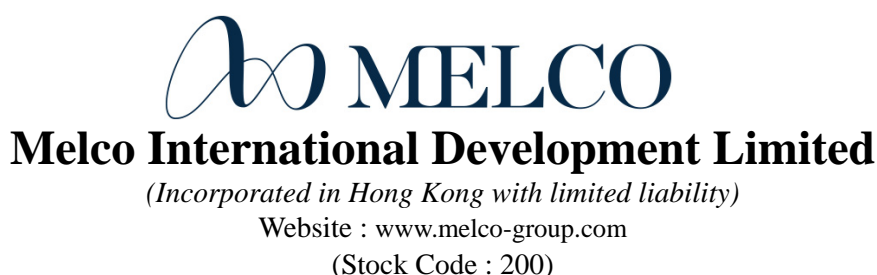 MELCO
Melco International Development Limited
(Incorporated in Hong Kong with limited liability)
Website : www.melco-group.com
(Stock Code : 200)